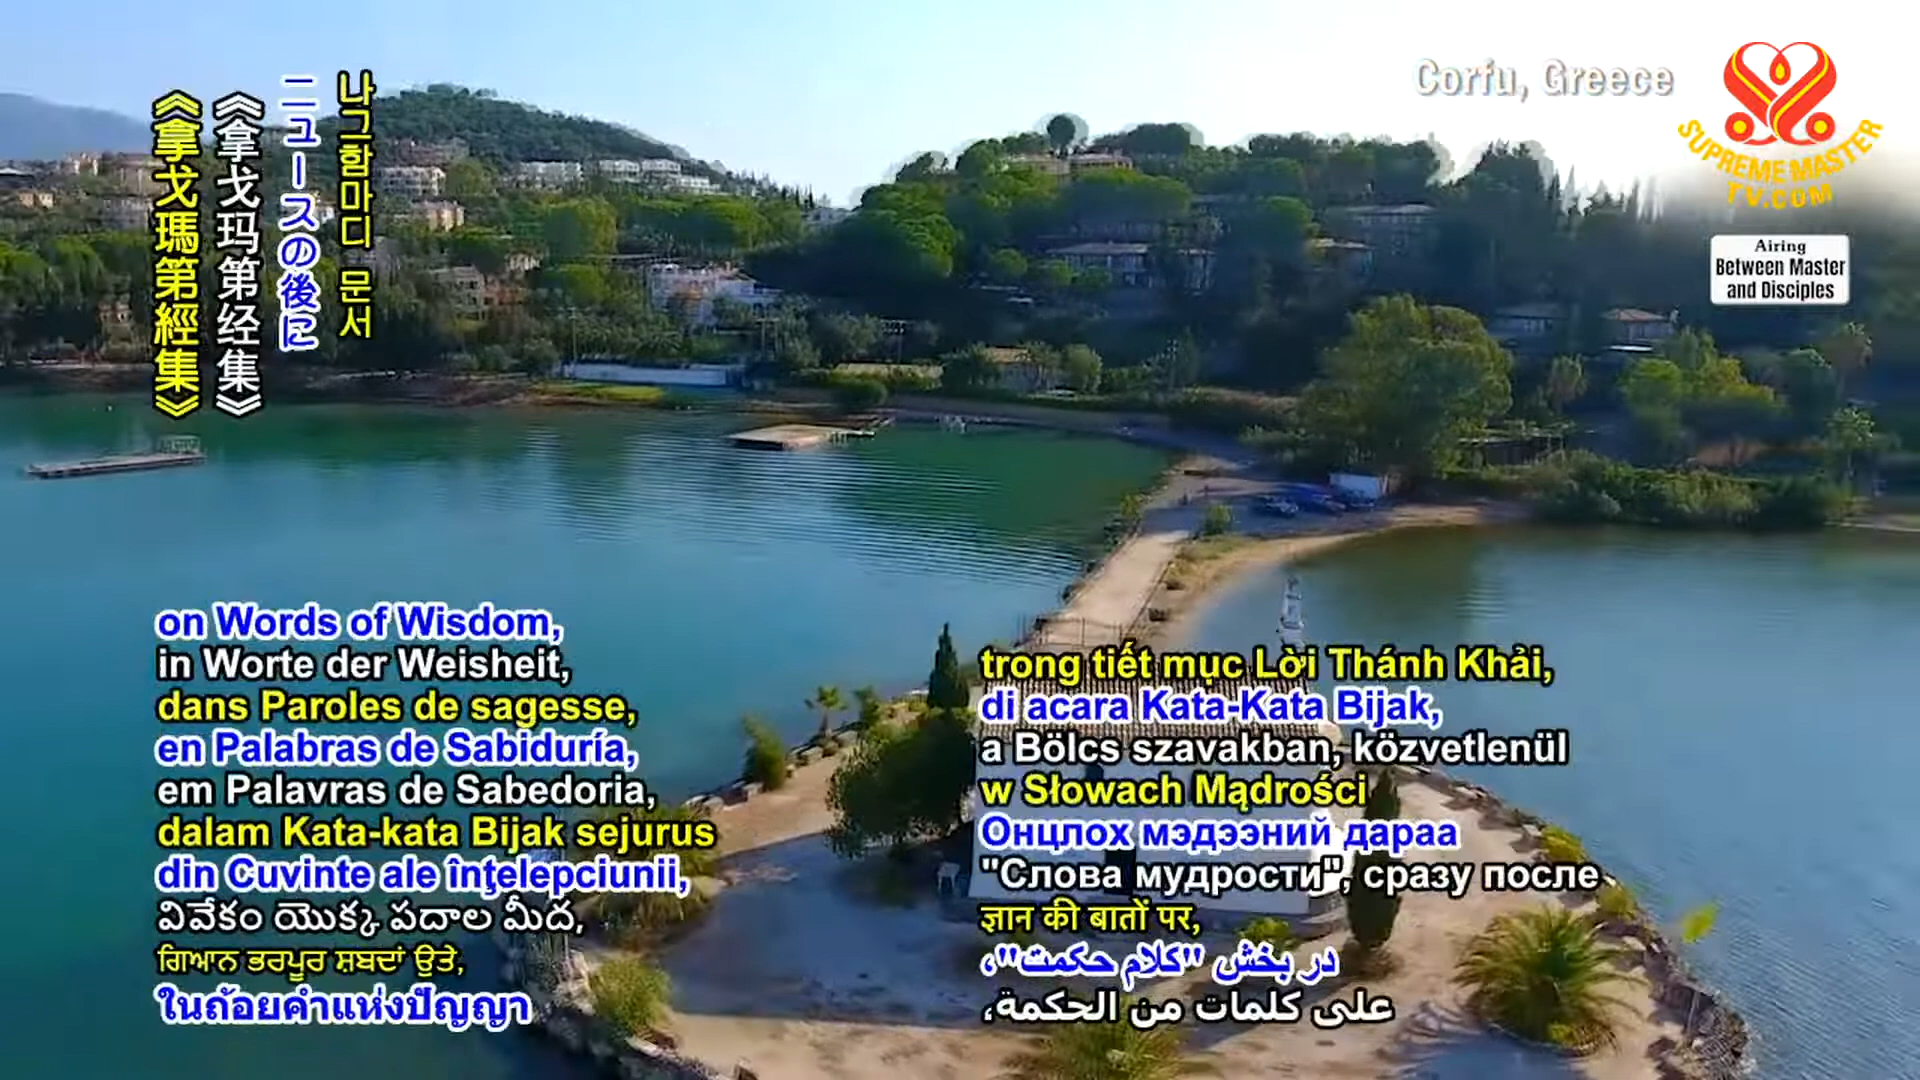 나그함마디 문서
ニュースの後に
《拿戈玛第经集》
《拿戈瑪第經集》
Corfu, Greece
SUPREME MASTER
TV.COM
Airing
Between Master
and Disciples
on Words of Wisdom,
in Worte der Weisheit,
dans Paroles de sagesse,
en Palabras de Sabiduría,
em Palavras de Sabedoria,
dalam Kata-kata Bijak sejurus
din Cuvinte ale înţelepciunii,
వివేకం యొక్క పదాల మీద,
ਗਿਆਨ ਭਰਪੂਰ ਸ਼ਬਦਾਂ ਉਤੇ,
ในถ้อยคำแห่งปัญญา
trong tiết mục Lời Thánh Khải,
di acara Kata-Kata Bijak,
a Bölcs szavakban, közvetlenül
w Słowach Mądrości
Онцлох мэдээний дараа
"Слова мудрости", сразу после
ज्ञान की बातों पर,
در بخش "کلام حکمت"،
على كلمات من الحكمة،